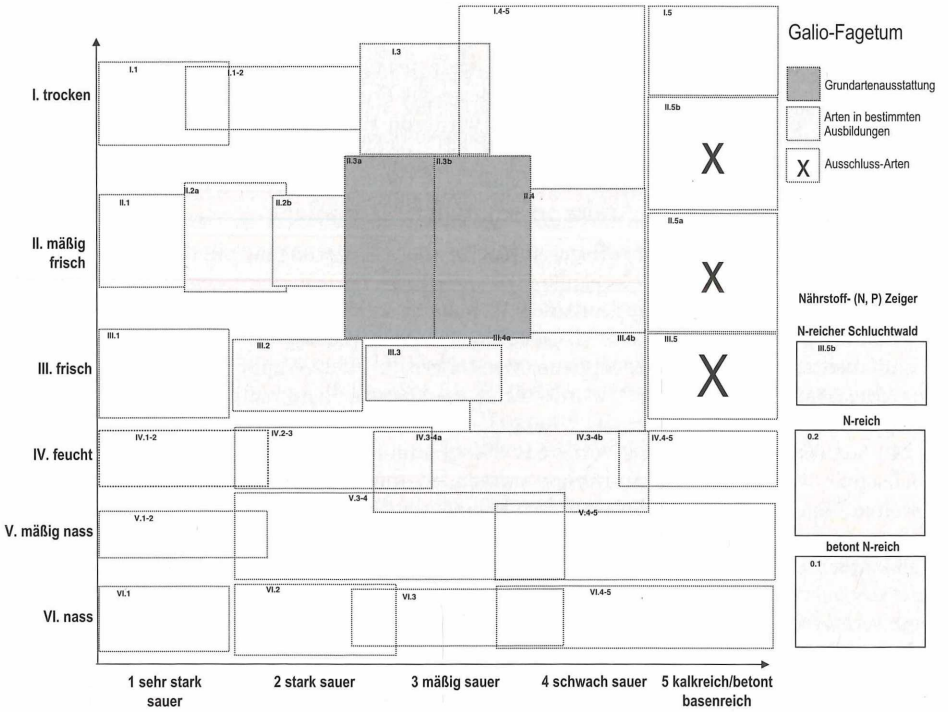 Galio-Fagetum
Grundartenausstattung
Arten in bestimmten
Ausbildungen
X
Ausschluss-Arten
I. trocken
I.1
I.1-2
I.3
I.4-5
I.5
II.5b
X
II. mäßig
frisch
II.1
I.2a
II.2b
II.3a
II.3b
II.4
II.5a
X
III. frisch
III.1
III.2
III.3
III.4a
III.4b
III.5
X
IV. feucht
IV.1-2
IV.2-3
IV.3-4a
IV.3-4b
IV.4-5
V. mäßig nass
V.1-2
V.3-4
V.4-5
VI. nass
VI.1
VI.2
VI.3
VI.4-5
1 sehr stark
sauer
2 stark sauer
3 mäßig sauer
4 schwach sauer
5 kalkreich/betont
basenreich
Nährstoff- (N, P) Zeiger
N-reicher Schluchtwald
III.5b
N-reich
0.2
betont N-reich
0.1